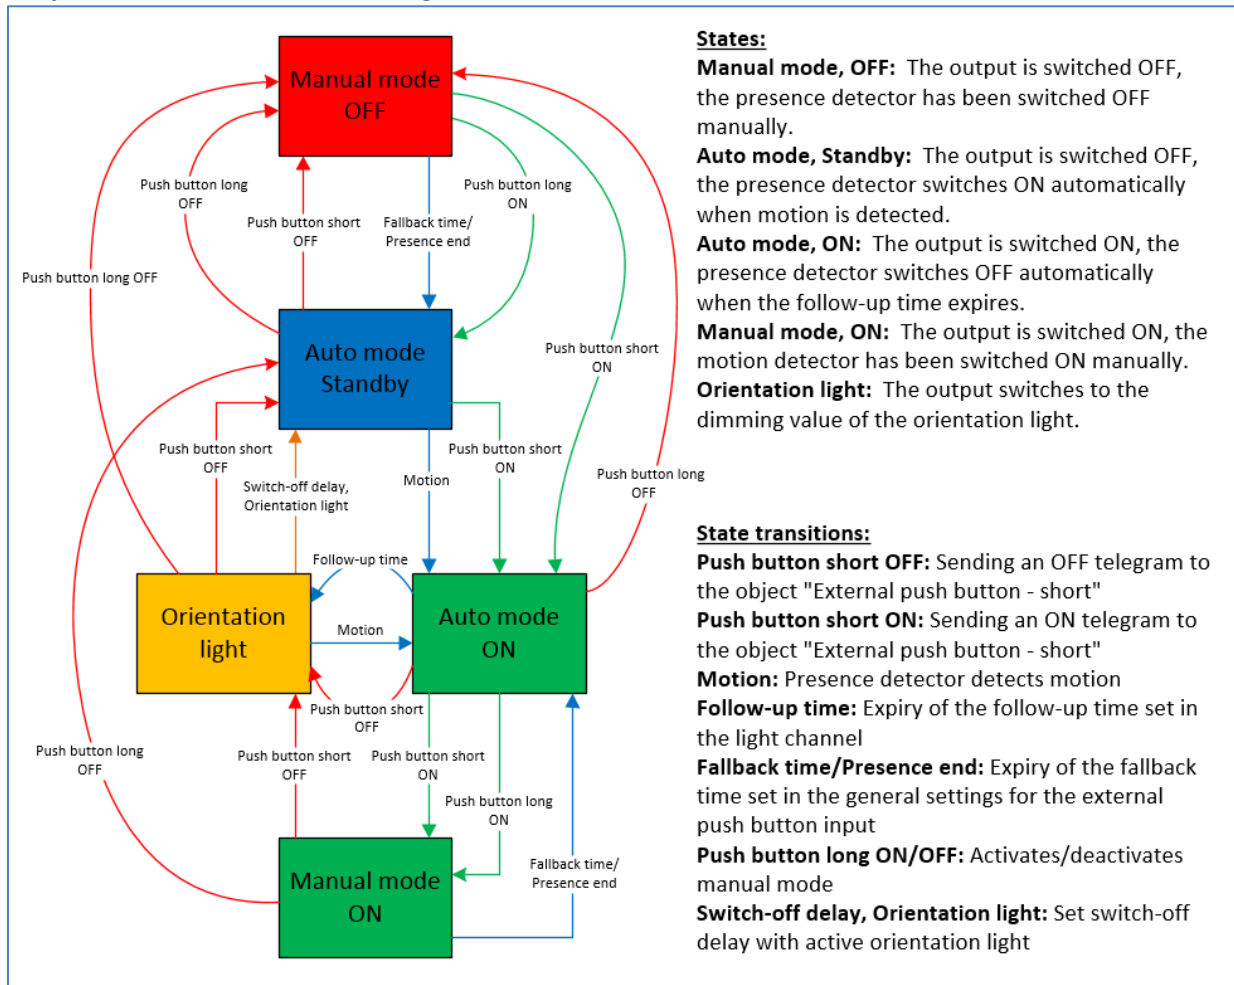 Manual mode
OFF
Push button long
OFF
Push button short
OFF
Fallback time/
Presence end
Push button long
ON
Push button long OFF
Auto mode
Standby
Push button short
ON
Push button short
OFF
Switch-off delay,
Orientation light
Motion
Push button short
ON
Push button long
OFF
Follow-up time
Orientation
light
Motion
Auto mode
ON
Push button short
OFF
Push button long
OFF
Push button short
OFF
Push button short
ON
Push button long
ON
Manual mode
ON
Fallback time/
Presence end
States:
Manual mode, OFF: The output is switched OFF,
the presence detector has been switched OFF
manually.
Auto mode, Standby: The output is switched OFF,
the presence detector switches ON automatically
when motion is detected.
Auto mode, ON: The output is switched ON, the
presence detector switches OFF automatically
when the follow-up time expires.
Manual mode, ON: The output is switched ON, the
motion detector has been switched ON manually.
Orientation light: The output switches to the
dimming value of the orientation light.
State transitions:
Push button short OFF: Sending an OFF telegram to
the object "External push button - short"
Push button short ON: Sending an ON telegram to
the object "External push button - short"
Motion: Presence detector detects motion
Follow-up time: Expiry of the follow-up time set in
the light channel
Fallback time/Presence end: Expiry of the fallback
time set in the general settings for the external
push button input
Push button long ON/OFF: Activates/deactivates
manual mode
Switch-off delay, Orientation light: Set switch-off
delay with active orientation light